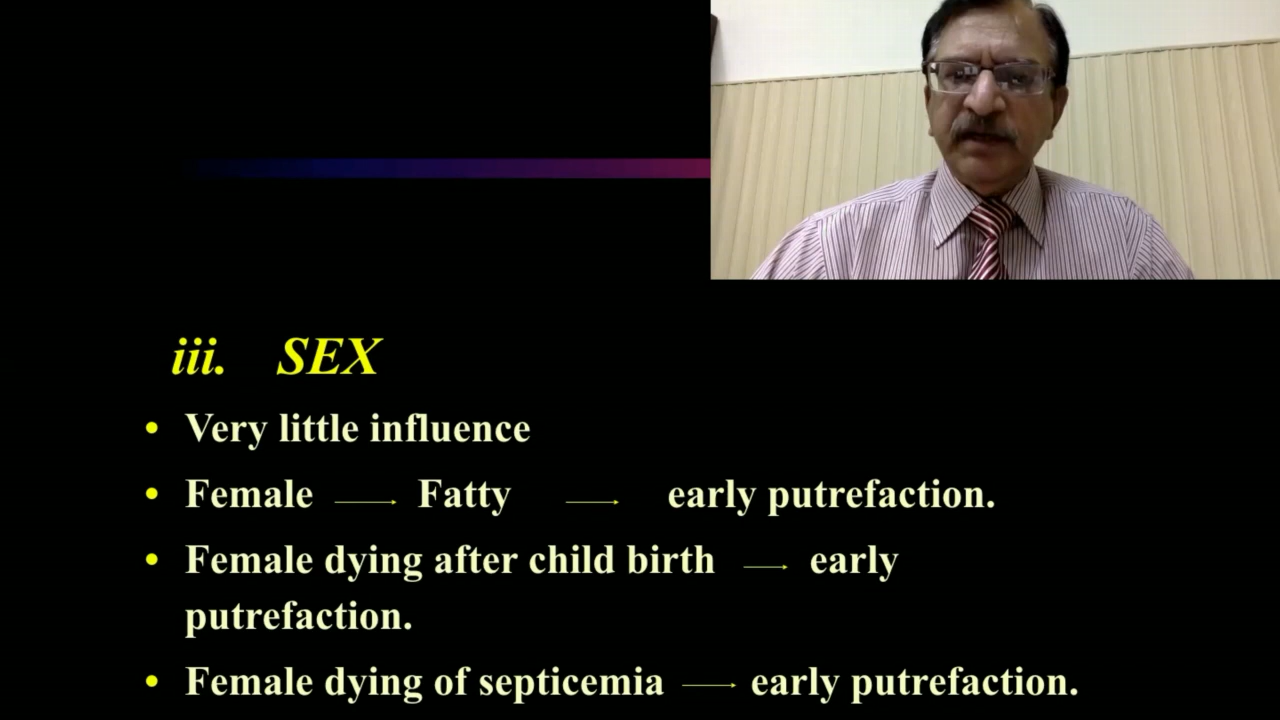 iii. SEX
• Very little influence
• Female → Fatty → early putrefaction.
• Female dying after child birth → early
putrefaction.
• Female dying of septicemia → early putrefaction.